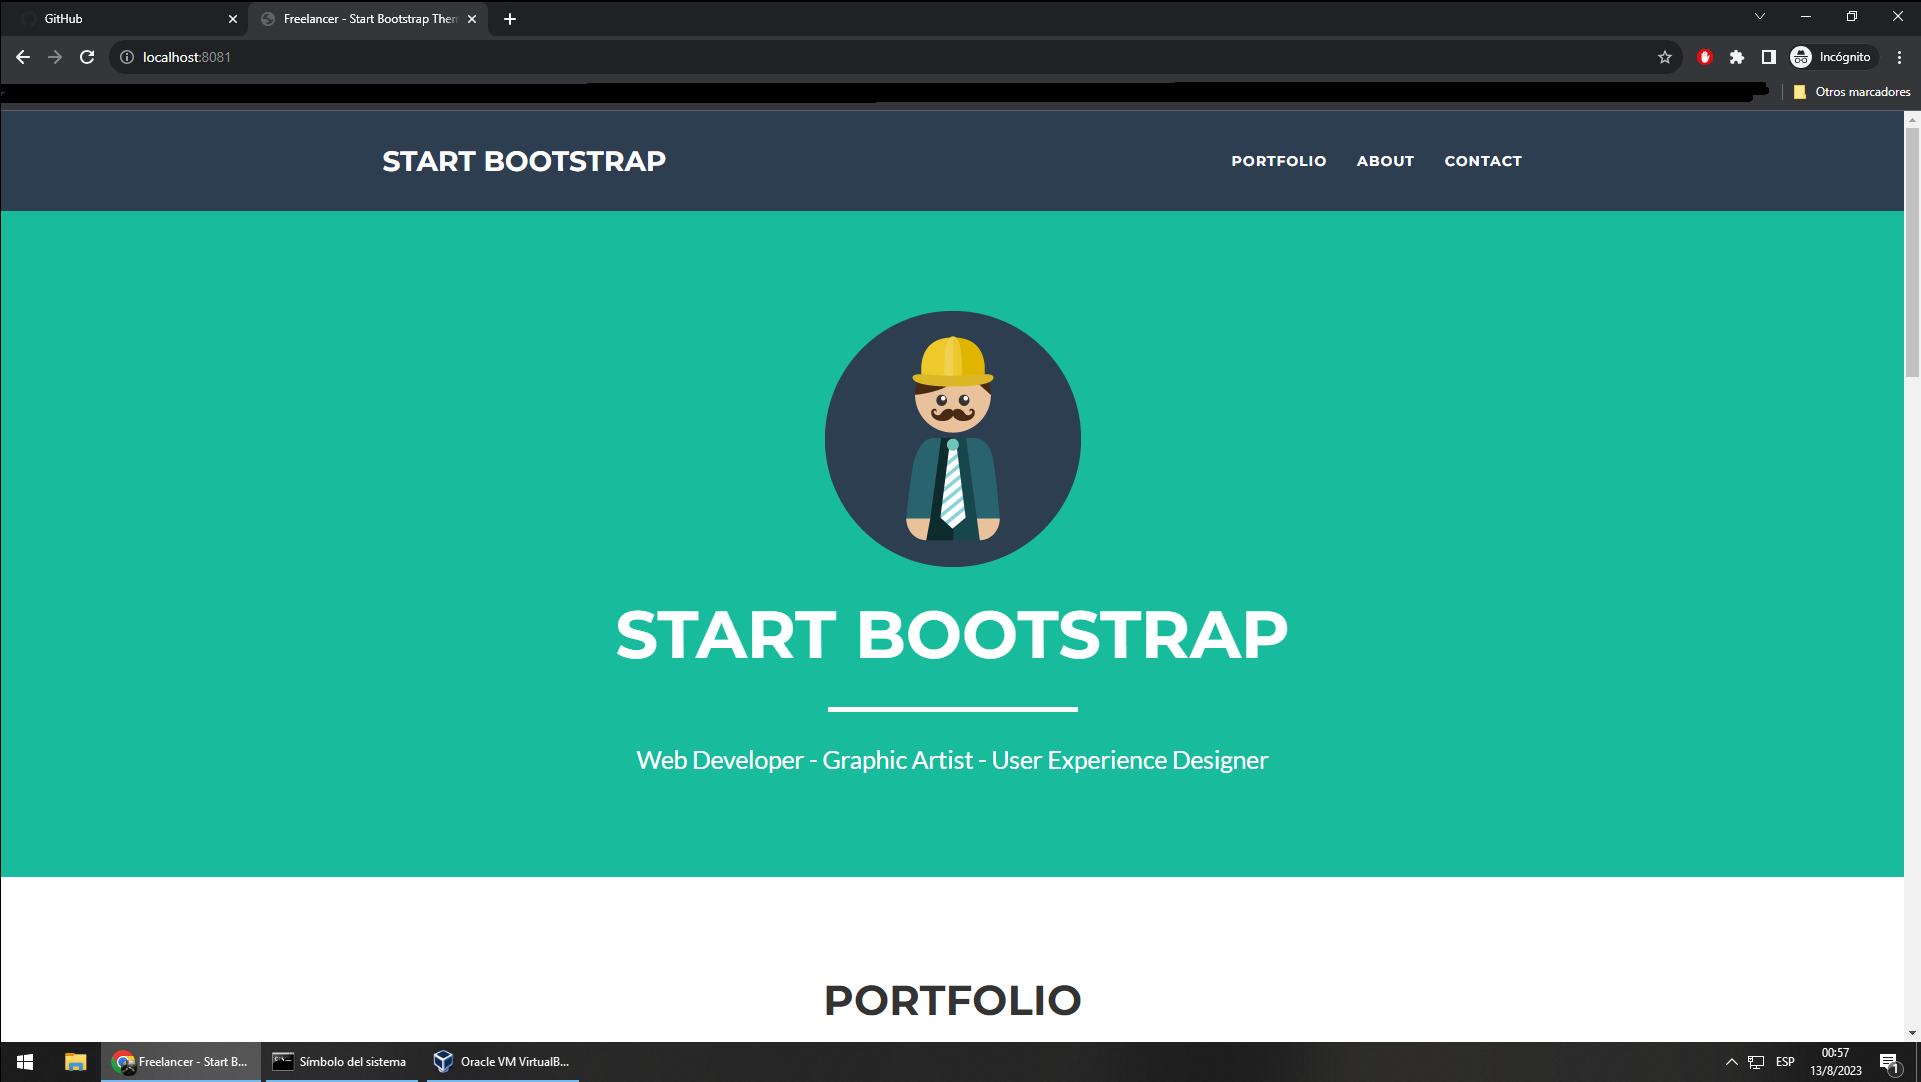 GitHub
Freelancer - Start Bootstrap Them
localhost:8081
Incógnito
Otros marcadores
START BOOTSTRAP
PORTFOLIO ABOUT CONTACT
START BOOTSTRAP
Web Developer - Graphic Artist - User Experience Designer
PORTFOLIO
Freelancer - Start B...
Símbolo del sistema
Oracle VM VirtualB...
ESP
00:57
13/8/2023
1